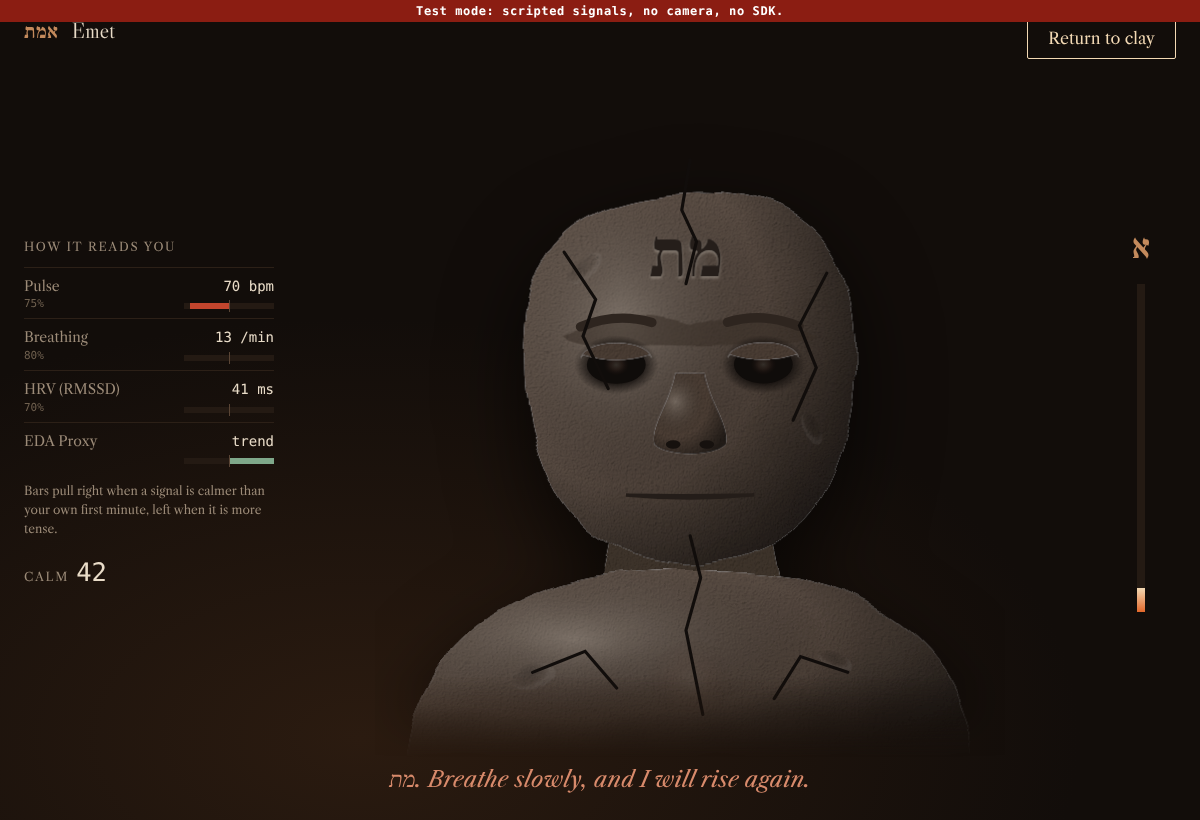 Test mode: scripted signals, no camera, no SDK.
אמת Emet
Return to clay
מת
א
HOW IT READS YOU
Pulse 70 bpm
75%
Breathing 13 /min
80%
HRV (RMSSD) 41 ms
70%
EDA Proxy trend
Bars pull right when a signal is calmer than
your own first minute, left when it is more
tense.
CALM 42
מת. Breathe slowly, and I will rise again.